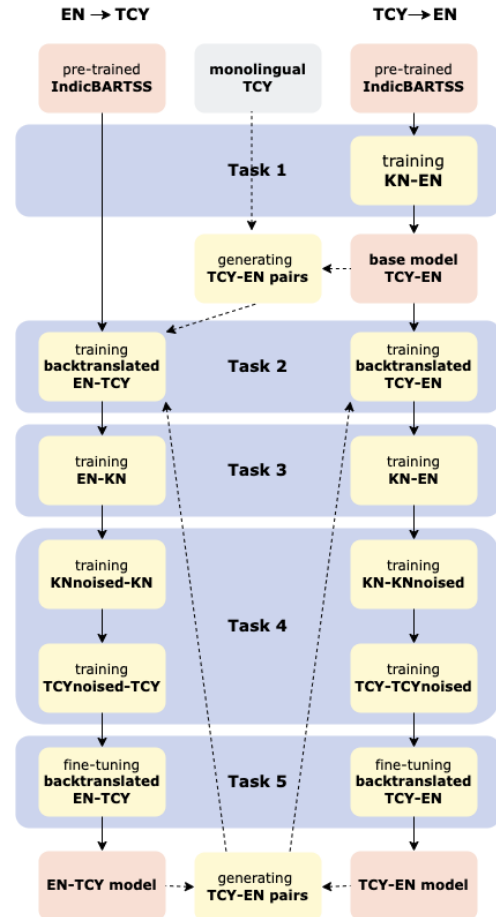 EN → TCY
TCY→EN
pre-trained
IndicBARTSS
monolingual
TCY
pre-trained
IndicBARTSS
Task 1
training
KN-EN
generating
TCY-EN pairs
base model
TCY-EN
training
backtranslated
EN-TCY
Task 2
training
backtranslated
TCY-EN
training
EN-KN
Task 3
training
KN-EN
training
KNnoised-KN
training
KN-KNnoised
Task 4
training
TCYnoised-TCY
training
TCY-TCYnoised
fine-tuning
backtranslated
EN-TCY
Task 5
fine-tuning
backtranslated
TCY-EN
EN-TCY model
generating
TCY-EN pairs
TCY-EN model